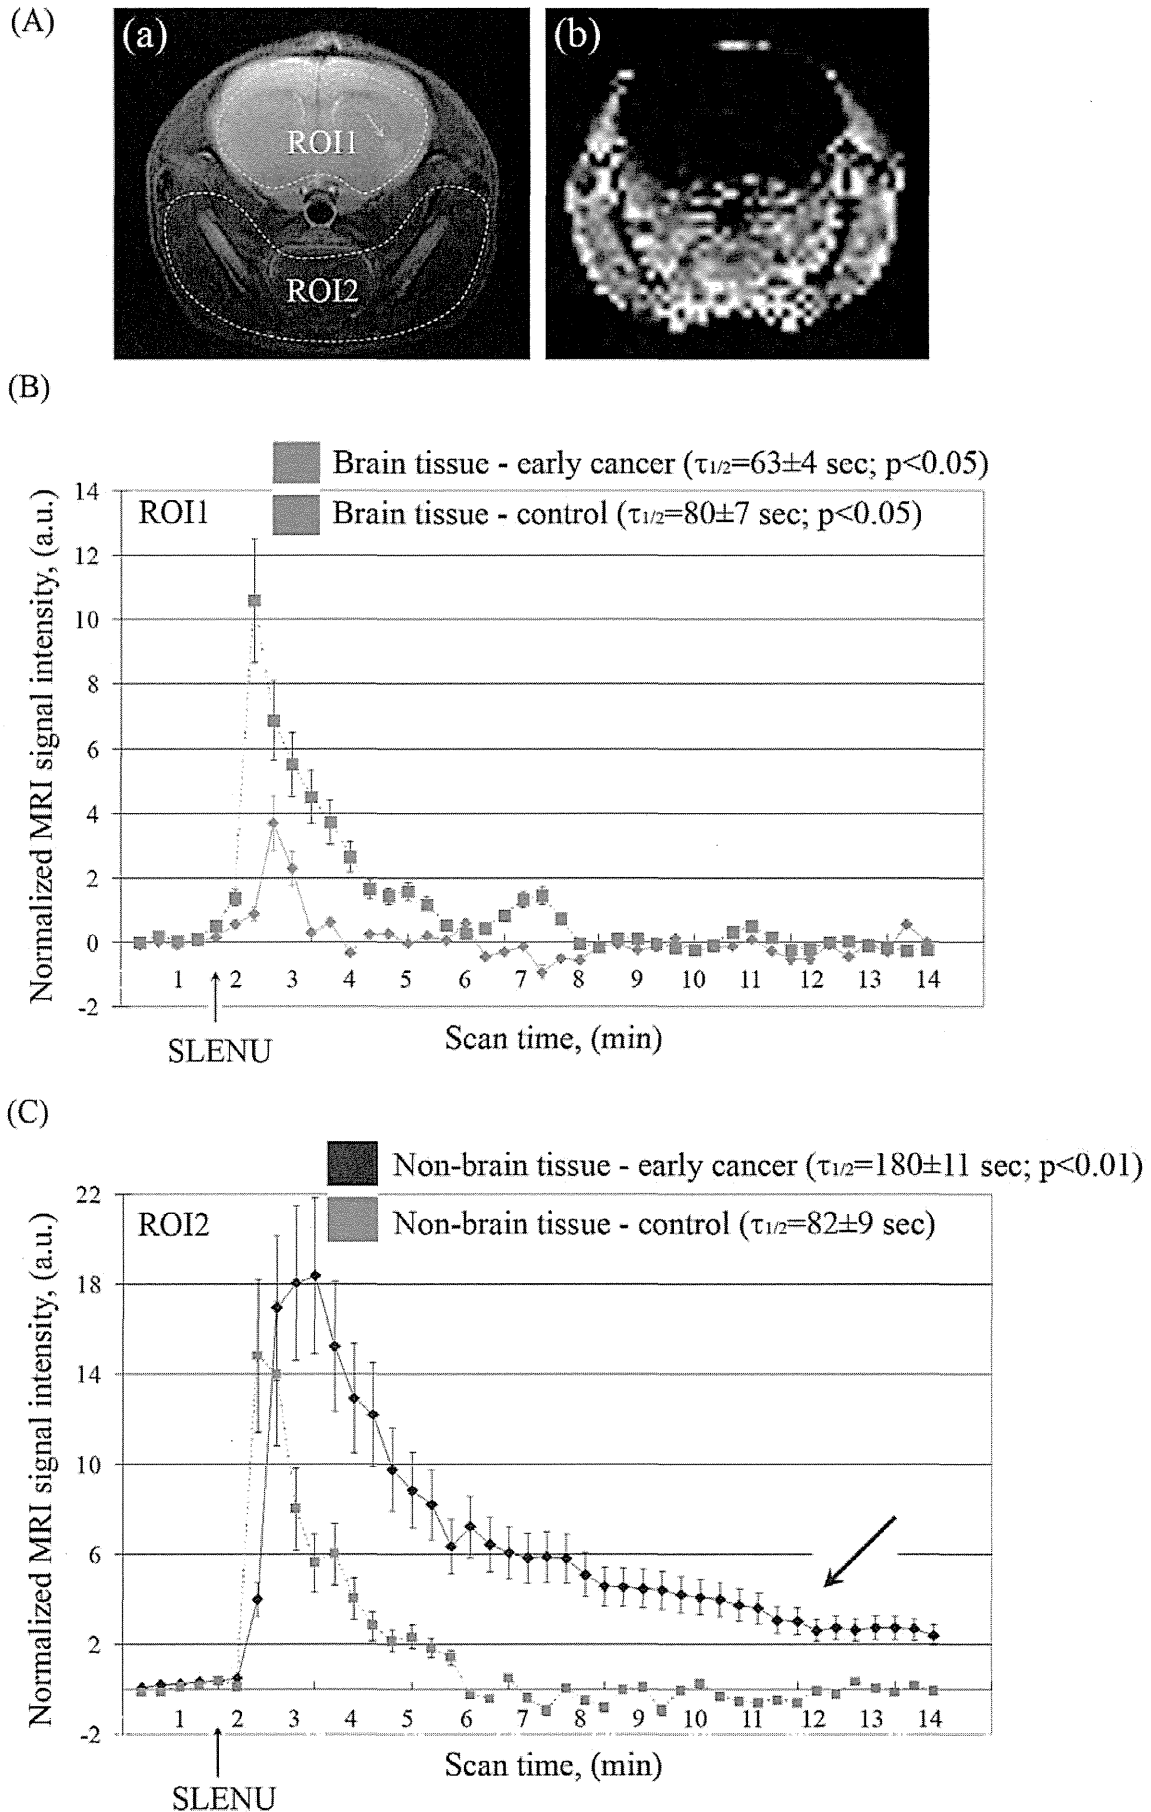 (A)
(a)
(b)
ROI1
ROI2
(B)
Brain tissue - early cancer (τ1/2=63±4 sec; p<0.05)
Brain tissue - control (τ1/2=80±7 sec; p<0.05)
ROI1
Normalized MRI signal intensity, (a.u.)
14
12
10
8
6
4
2
0
-2
1 2 3 4 5 6 7 8 9 10 11 12 13 14
SLENU
Scan time, (min)
(C)
Non-brain tissue - early cancer (τ1/2=180±11 sec; p<0.01)
Non-brain tissue - control (τ1/2=82±9 sec)
ROI2
Normalized MRI signal intensity, (a.u.)
22
18
14
10
6
2
-2
1 2 3 4 5 6 7 8 9 10 11 12 13 14
SLENU
Scan time, (min)